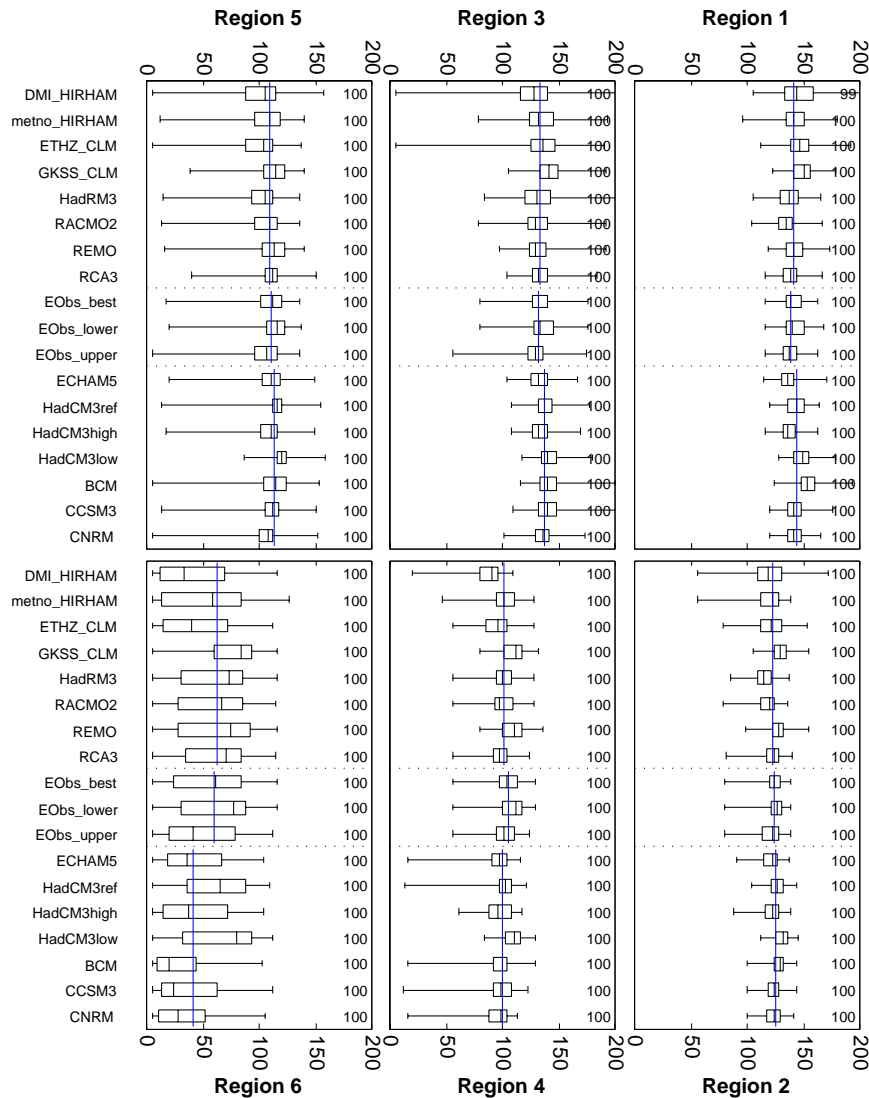 Region 5 Region 3 Region 1
0 50 100 150 200 0 50 100 150 200 0 50 100 150 200
DMI_HIRHAM 100 100 99
metno_HIRHAM 100 100 100
ETHZ_CLM 100 100 100
GKSS_CLM 100 100 100
HadRM3 100 100 100
RACMO2 100 100 100
REMO 100 100 100
RCA3 100 100 100
EObs_best 100 100 100
EObs_lower 100 100 100
EObs_upper 100 100 100
ECHAM5 100 100 100
HadCM3ref 100 100 100
HadCM3high 100 100 100
HadCM3low 100 100 100
BCM 100 100 100
CCSM3 100 100 100
CNRM 100 100 100
DMI_HIRHAM 100 100 100
metno_HIRHAM 100 100 100
ETHZ_CLM 100 100 100
GKSS_CLM 100 100 100
HadRM3 100 100 100
RACMO2 100 100 100
REMO 100 100 100
RCA3 100 100 100
EObs_best 100 100 100
EObs_lower 100 100 100
EObs_upper 100 100 100
ECHAM5 100 100 100
HadCM3ref 100 100 100
HadCM3high 100 100 100
HadCM3low 100 100 100
BCM 100 100 100
CCSM3 100 100 100
CNRM 100 100 100
0 50 100 150 200 0 50 100 150 200 0 50 100 150 200
Region 6 Region 4 Region 2